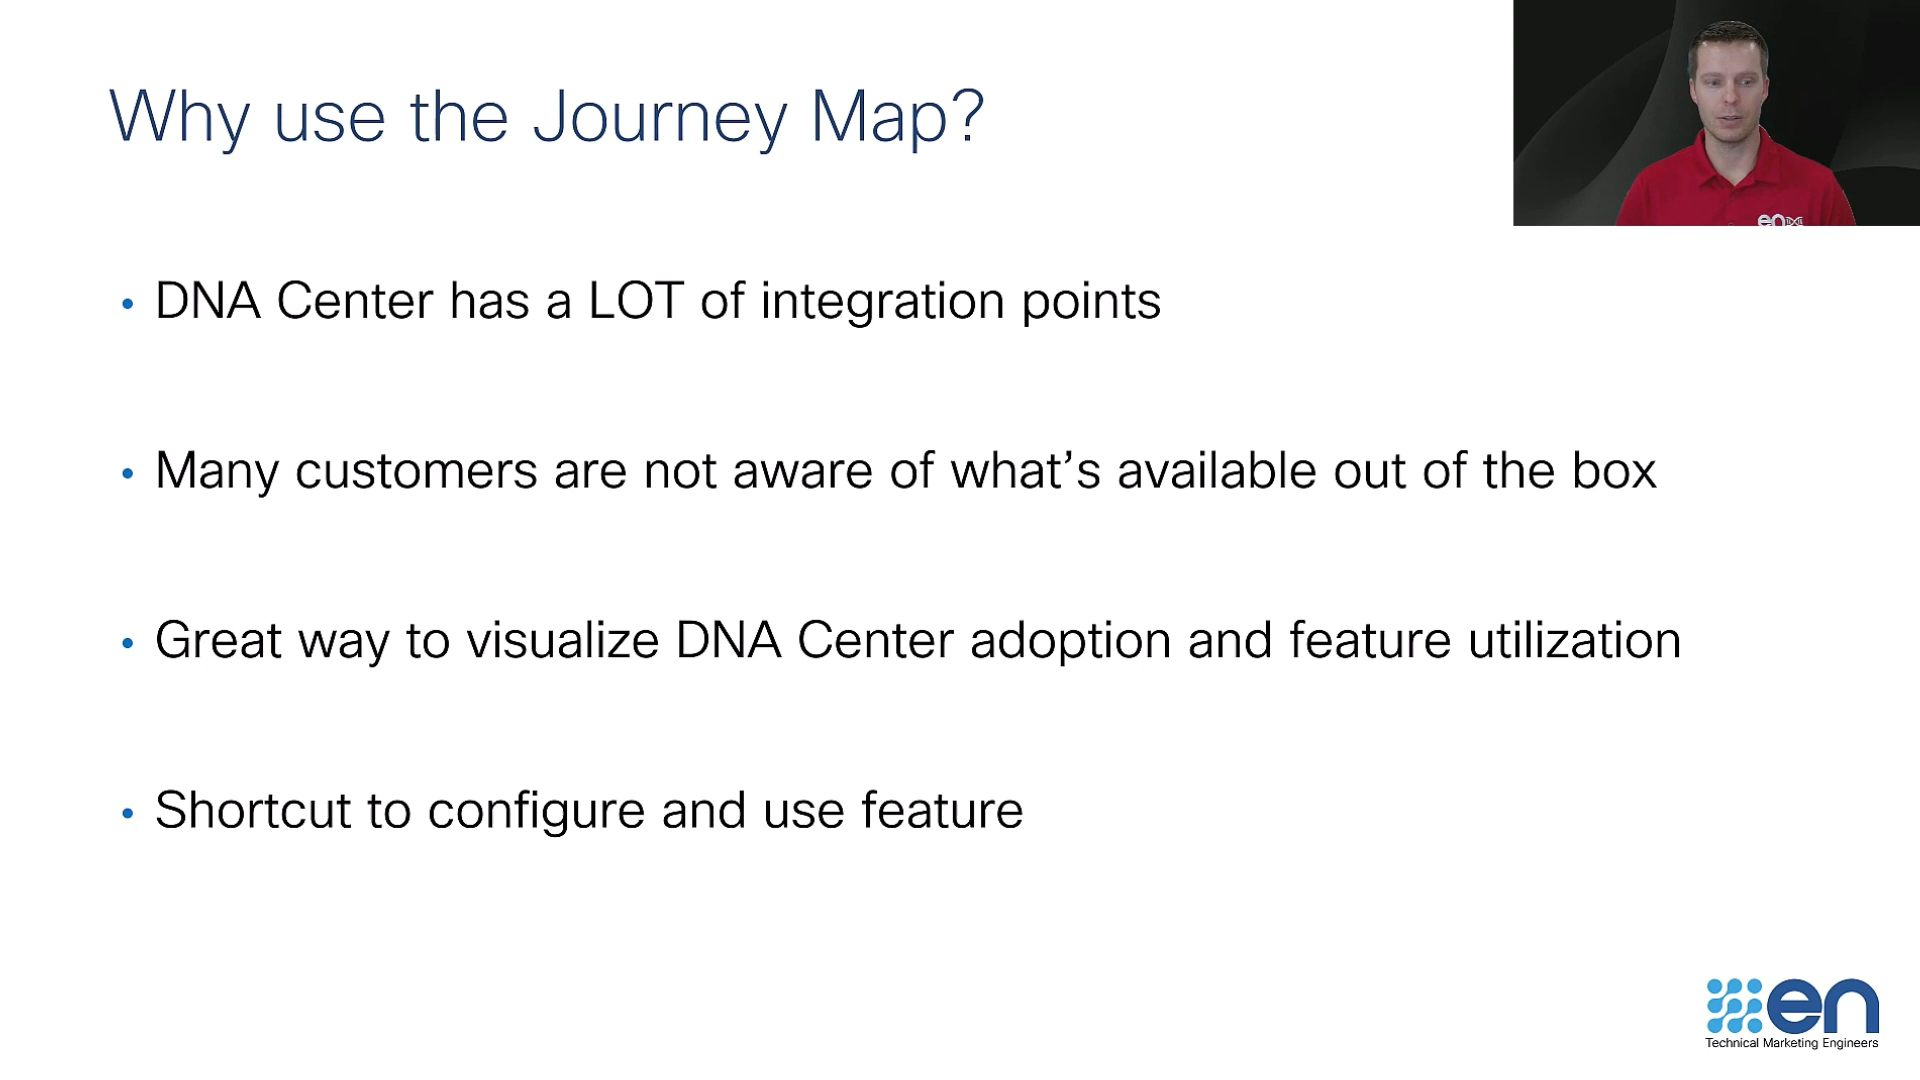 Why use the Journey Map?
• DNA Center has a LOT of integration points
• Many customers are not aware of what’s available out of the box
• Great way to visualize DNA Center adoption and feature utilization
• Shortcut to configure and use feature
en
en
Technical Marketing Engineers